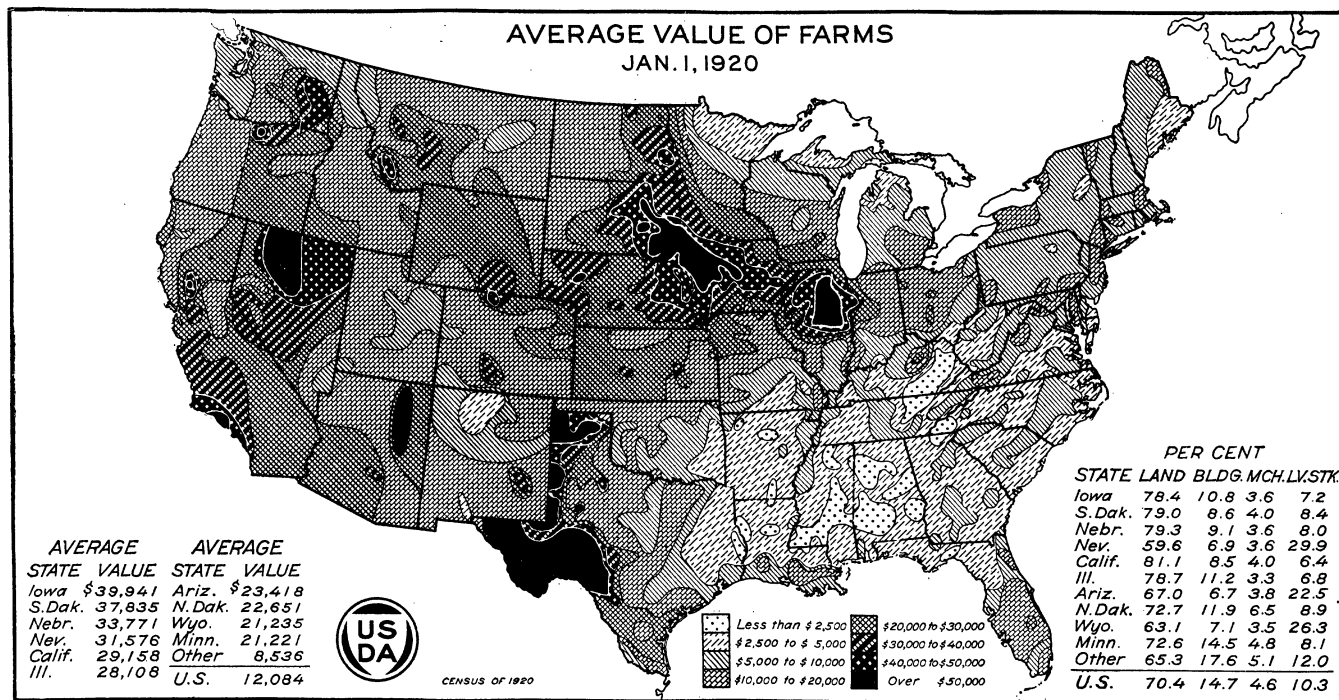 AVERAGE VALUE OF FARMS
JAN. 1, 1920
AVERAGE AVERAGE
STATE VALUE STATE VALUE
Iowa $39,941 Ariz. $23,418
S.Dak. 37,835 N.Dak. 22,651
Nebr. 33,771 Wyo. 21,235
Nev. 31,576 Minn. 21,221
Calif. 29,158 Other 8,536
Ill. 28,108 U.S. 12,084
US
DA
CENSUS OF 1920
Less than $2,500 $20,000 to $30,000
$2,500 to $5,000 $30,000 to $40,000
$5,000 to $10,000 $40,000 to $50,000
$10,000 to $20,000 Over $50,000
PER CENT
STATE LAND BLDG. MCH. LV.STK.
Iowa 78.4 10.8 3.6 7.2
S.Dak. 79.0 8.6 4.0 8.4
Nebr. 79.3 9.1 3.6 8.0
Nev. 59.6 6.9 3.6 29.9
Calif. 81.1 8.5 4.0 6.4
Ill. 78.7 11.2 3.3 6.8
Ariz. 67.0 6.7 3.8 22.5
N.Dak. 72.7 11.9 6.5 8.9
Wyo. 63.1 7.1 3.5 26.3
Minn. 72.6 14.5 4.8 8.1
Other 65.3 17.6 5.1 12.0
U.S. 70.4 14.7 4.6 10.3